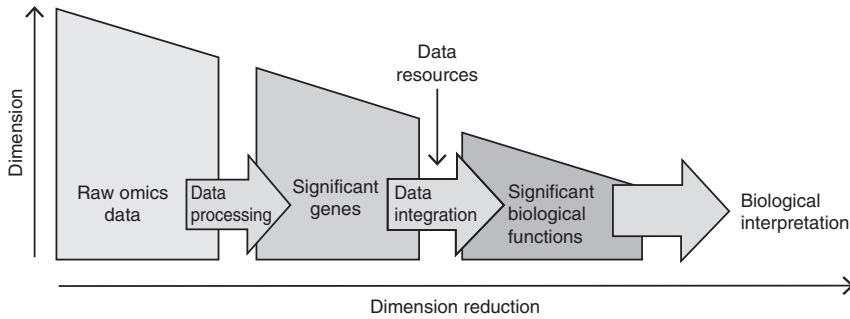 Data
resources
Dimension
Raw omics
data
Data
processing
Significant
genes
Data
integration
Significant
biological
functions
Biological
interpretation
Dimension reduction